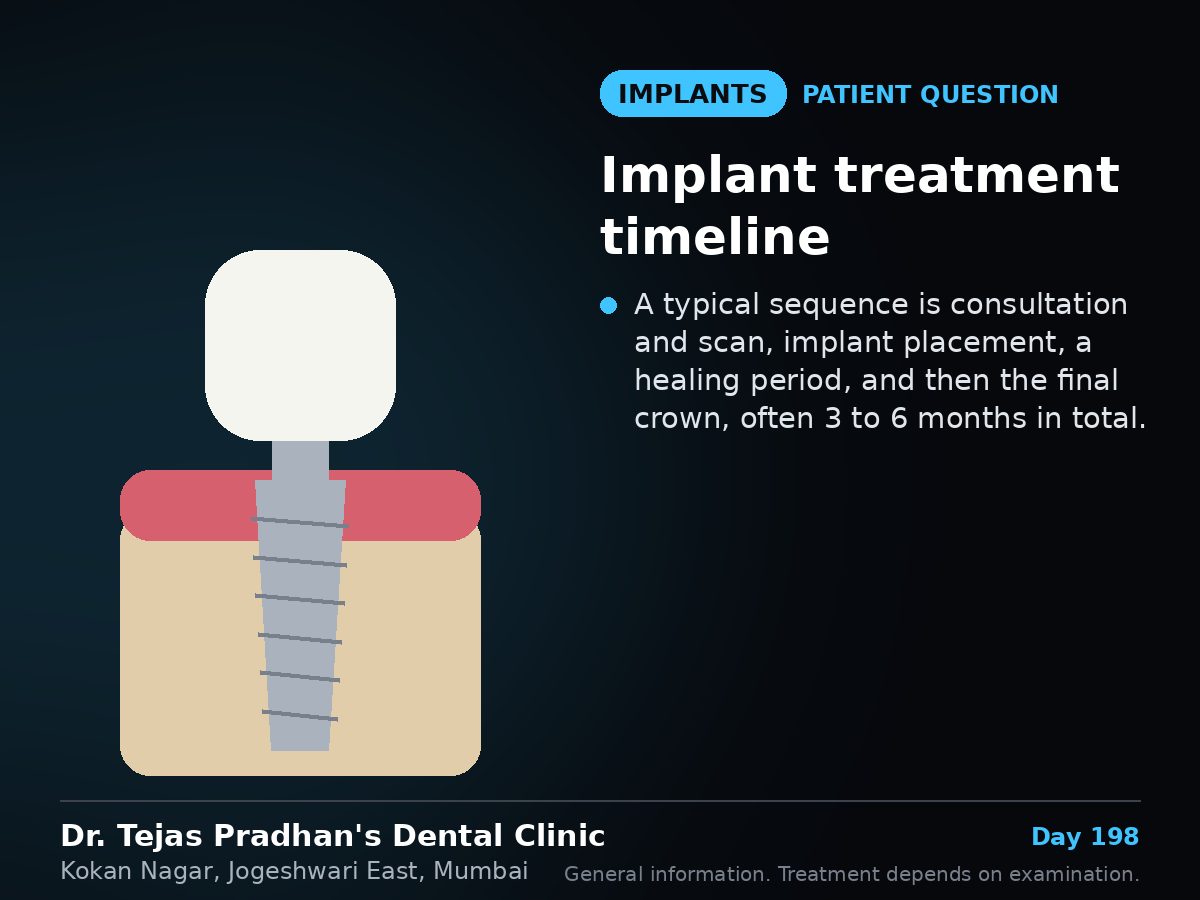 IMPLANTS PATIENT QUESTION
Implant treatment
timeline
A typical sequence is consultation
and scan, implant placement, a
healing period, and then the final
crown, often 3 to 6 months in total.
Dr. Tejas Pradhan's Dental Clinic
Day 198
Kokan Nagar, Jogeshwari East, Mumbai
General information. Treatment depends on examination.